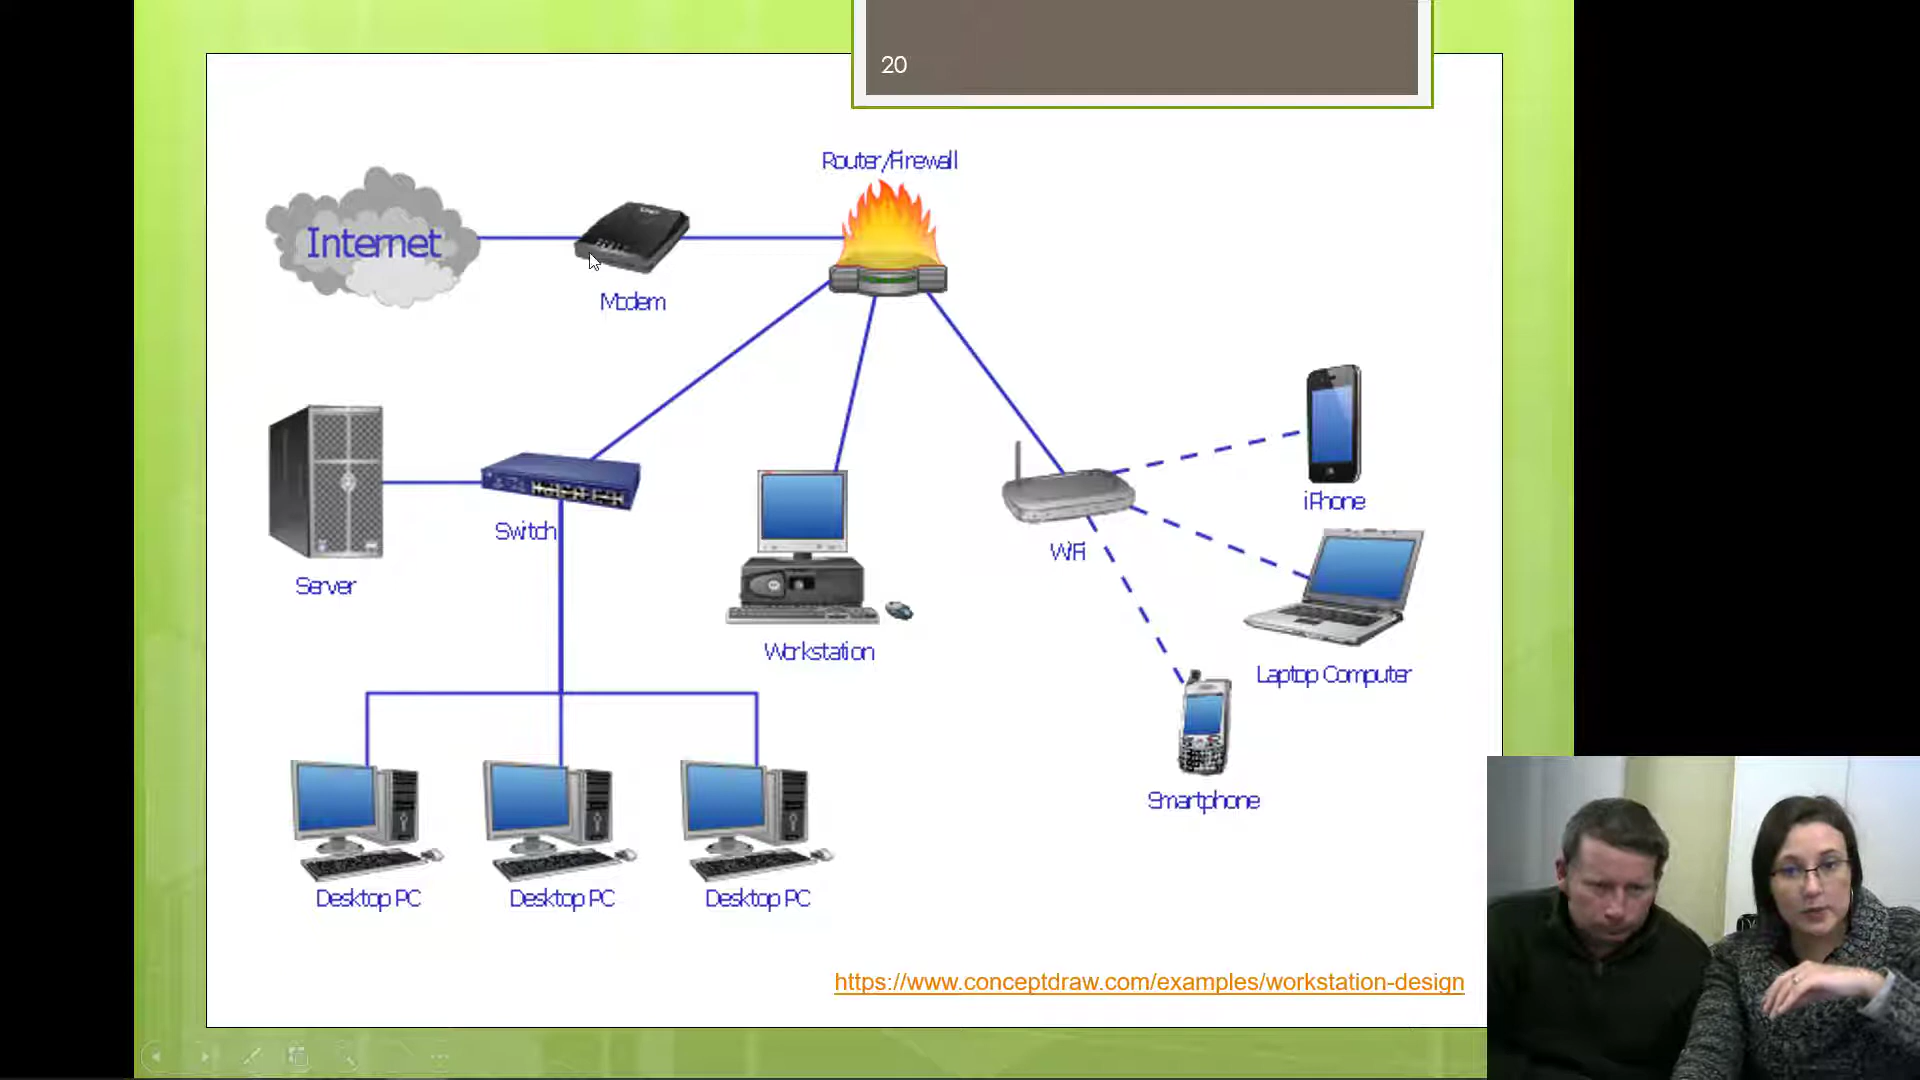 20
Router/Firewall
Internet
Modem
Switch
Server
Workstation
WiFi
iPhone
Laptop Computer
Smartphone
Desktop PC
Desktop PC
Desktop PC
https://www.conceptdraw.com/examples/workstation-design